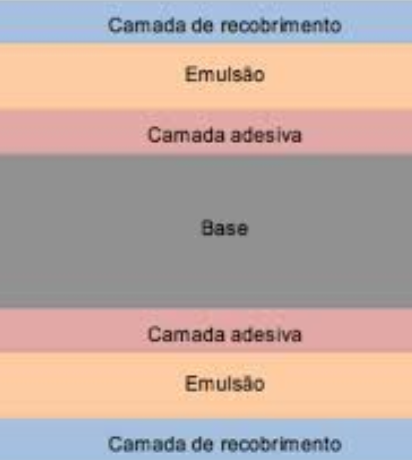 Camada de recobrimento
Emulsão
Camada adesiva
Base
Camada adesiva
Emulsão
Camada de recobrimento